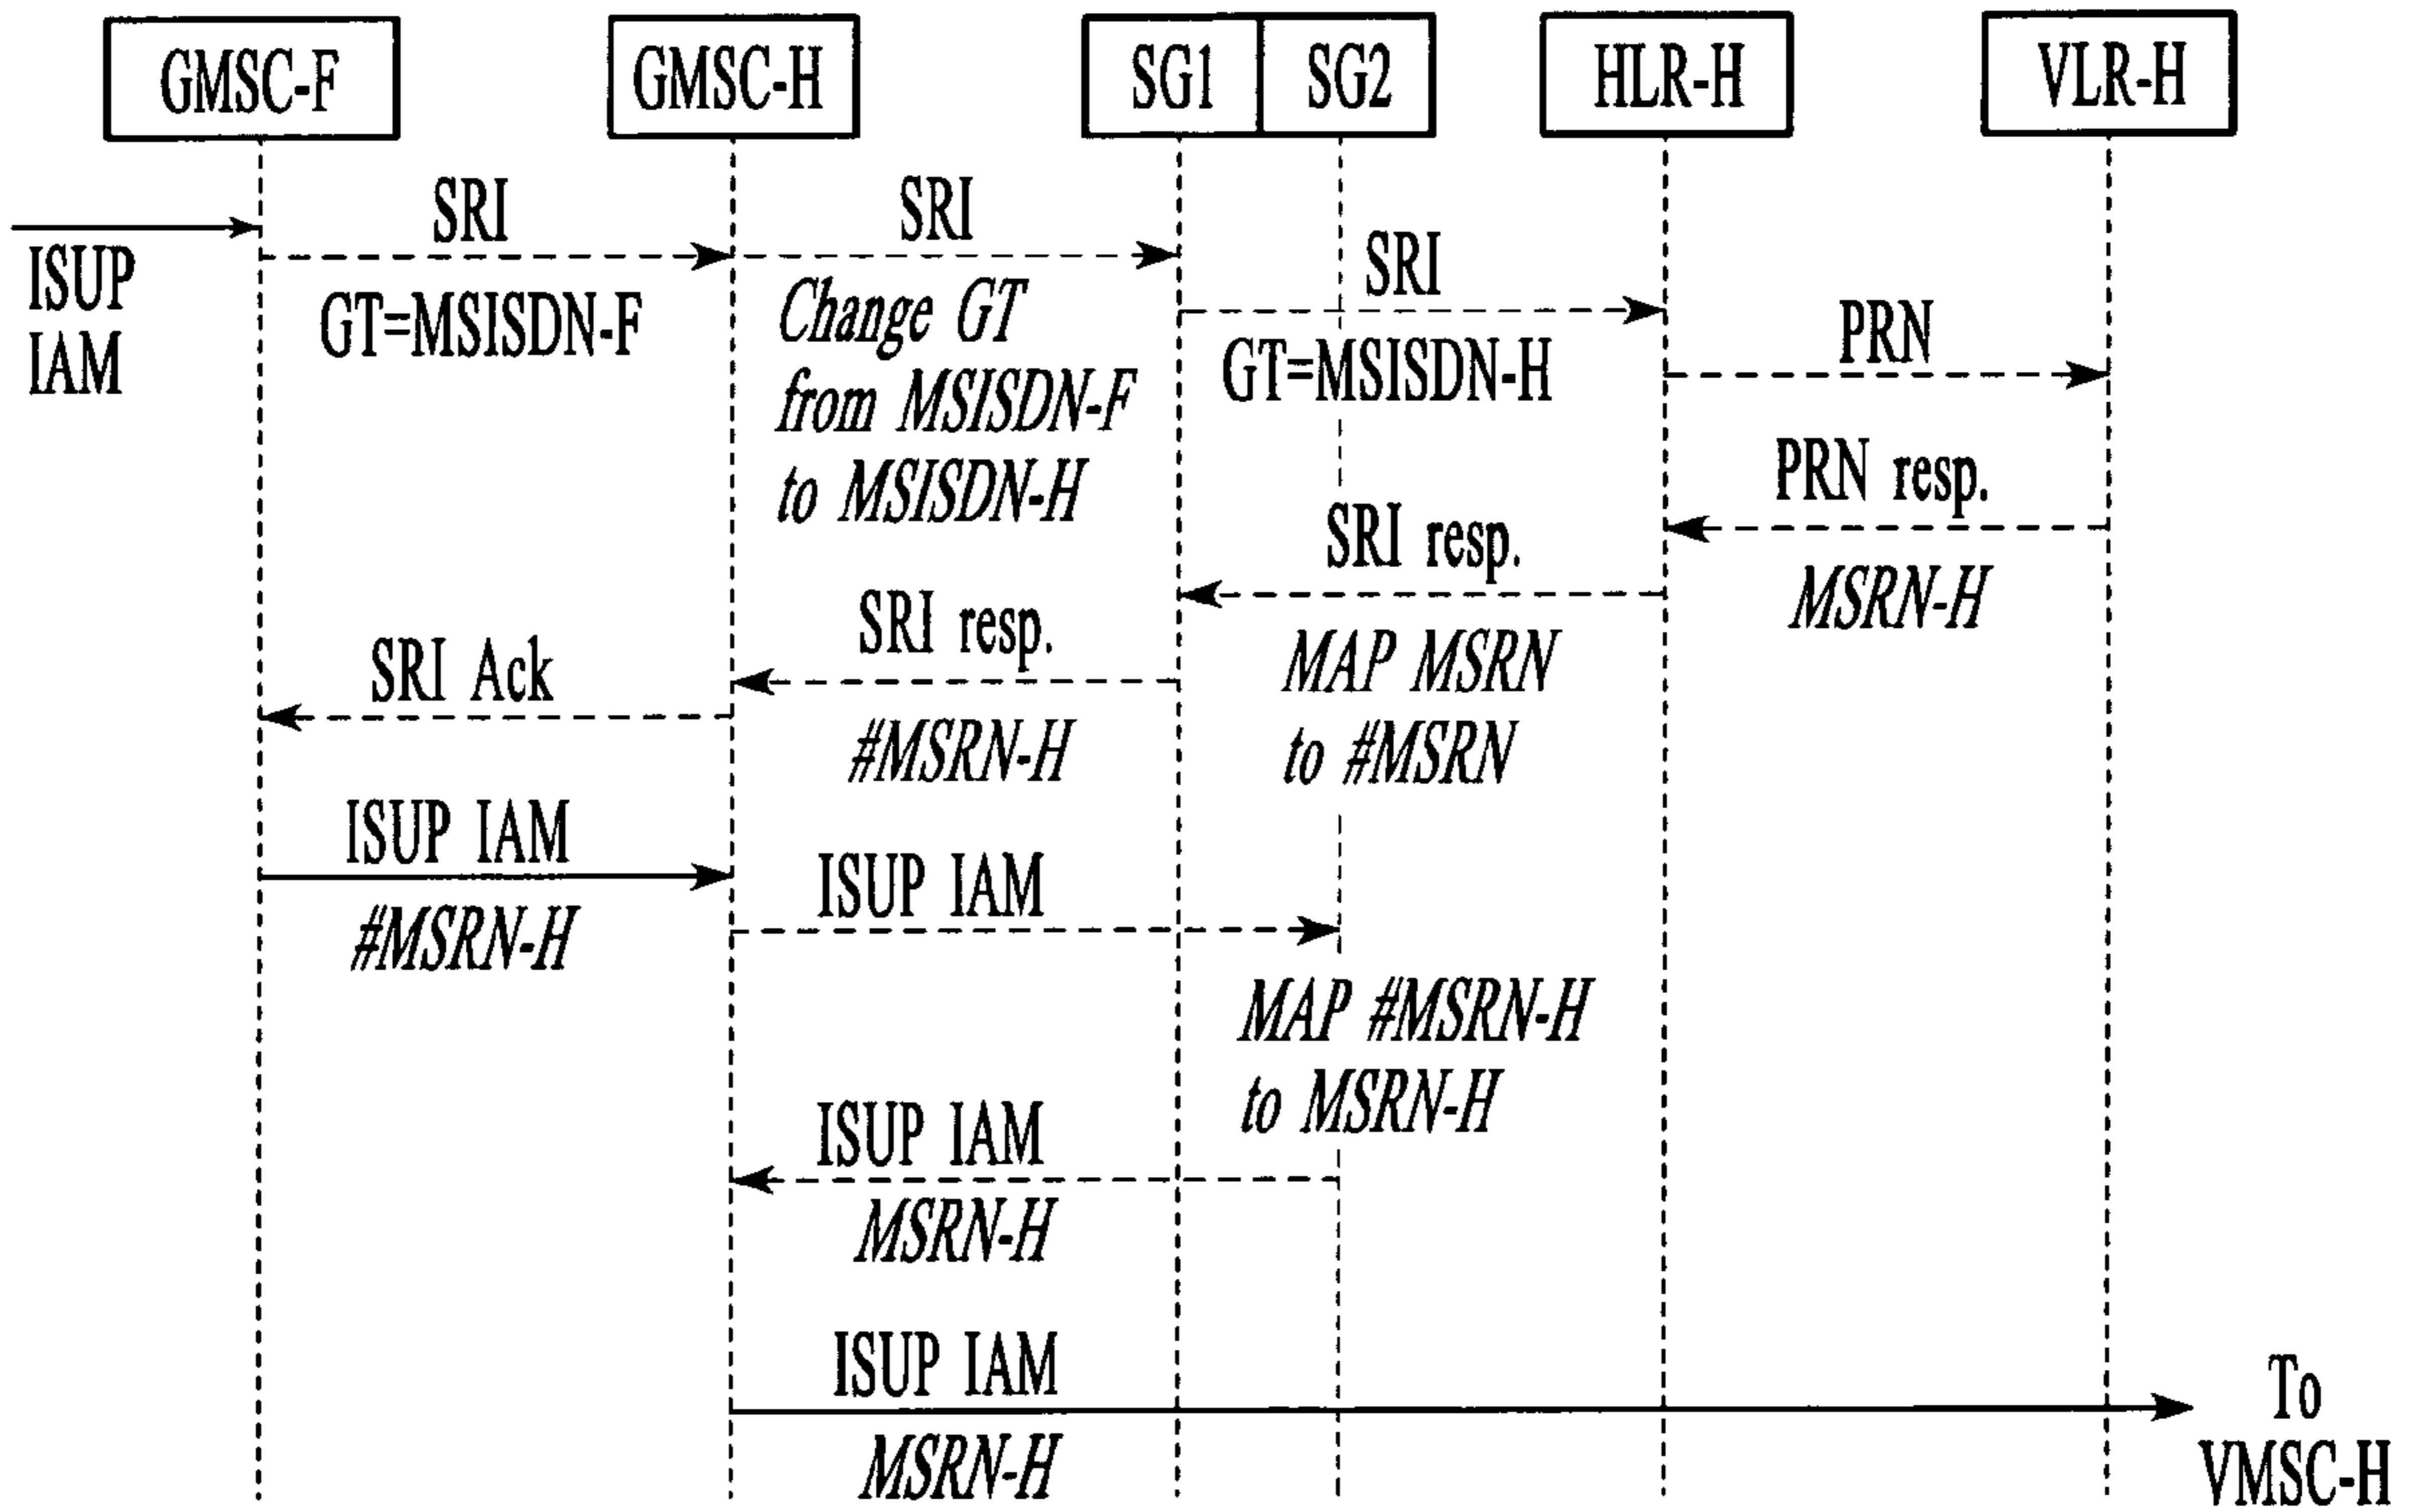 GMSC-F
GMSC-H
SG1
SG2
HLR-H
VLR-H
ISUP
IAM
SRI
GT=MSISDN-F
SRI
Change GT
from MSISDN-F
to MSISDN-H
SRI
GT=MSISDN-H
PRN
PRN resp.
MSRN-H
SRI resp.
MAP MSRN
to #MSRN
SRI resp.
#MSRN-H
SRI Ack
ISUP IAM
#MSRN-H
ISUP IAM
MAP #MSRN-H
to MSRN-H
ISUP IAM
MSRN-H
ISUP IAM
MSRN-H
To
VMSC-H